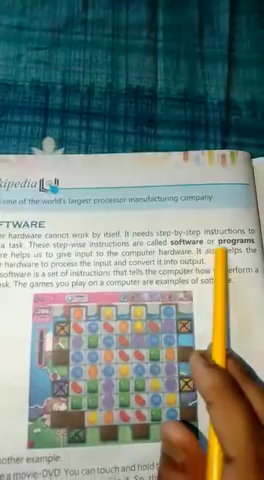 kipedia
one of the world's largest processor manufacturing company.
FTWARE
er hardware cannot work by itself. It needs step-by-step instructions to
a task. These step-wise instructions are called software or programs
re helps us to give input to the computer hardware. It also helps the
r hardware to process the input and convert it into output.
software is a set of instructions that tells the computer how perform a
sk. The games you play on a computer are examples of
other example
e a movie-DVD. You can touch and hold